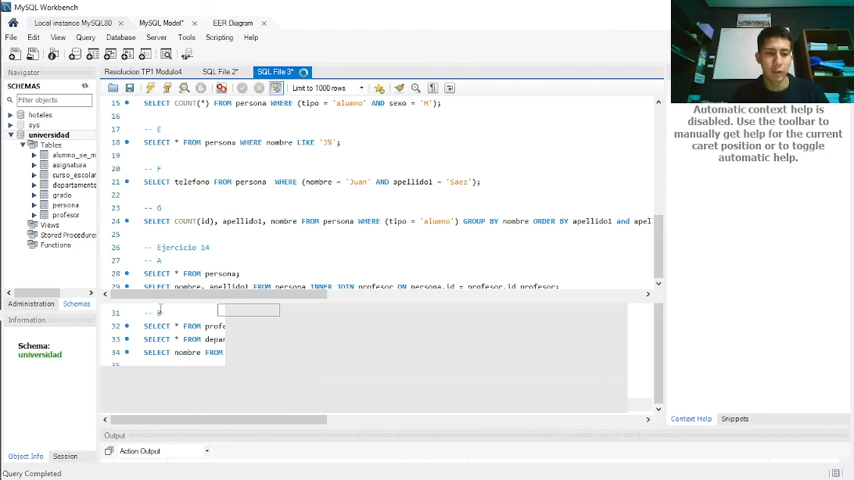 MySQL Workbench
Local instance MySQL80
MySQL Model*
EER Diagram
File Edit View Query Database Server Tools Scripting Help
Navigator
SCHEMAS
Filter objects
hoteles
sys
universidad
Tables
alumno_se_m
asignatura
curso_escolar
departamento
grado
persona
profesor
Views
Stored Procedures
Functions
Administration Schemas
Information
Schema:
universidad
Object Info Session
Query Completed
Resolucion TP1 Modulo4
SQL File 2*
SQL File 3*
Limit to 1000 rows
15 SELECT COUNT(*) FROM persona WHERE (tipo = 'alumno' AND sexo = 'H');
16
17 -- E
18 SELECT * FROM persona WHERE nombre LIKE 'J%';
19
20 -- F
21 SELECT telefono FROM persona WHERE (nombre = 'Juan' AND apellido1 = 'Saez');
22
23 -- G
24 SELECT COUNT(id), apellido1, nombre FROM persona WHERE (tipo = 'alumno') GROUP BY nombre ORDER BY apellido1 and apel
25
26 -- Ejercicio 14
27 -- A
28 SELECT * FROM persona;
29 SELECT nombre, apellido1 FROM persona INNER JOIN profesor ON persona.id = profesor.id_profesor;
31 -- B
32 SELECT * FROM profe
33 SELECT * FROM depar
34 SELECT nombre FROM
35
Output
Action Output
Automatic context help is
disabled. Use the toolbar to
manually get help for the current
caret position or to toggle
automatic help.
Context Help Snippets